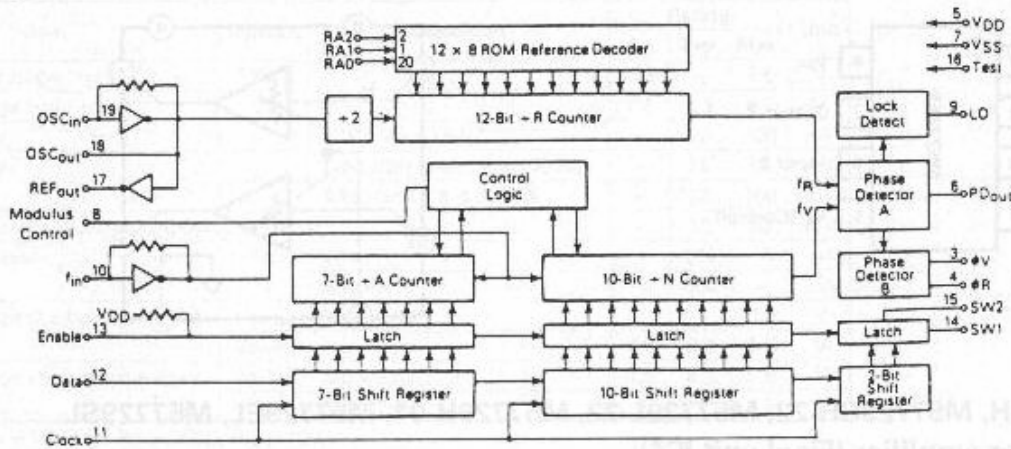 RA2 2
RA1 1
RA0 20
12 × 8 ROM Reference Decoder
5 VDD
7 VSS
16 Test
OSCin 19
÷ 2
12-Bit ÷ R Counter
Lock Detect
9 LD
OSCout 18
REFout 17
Control Logic
fR
fV
Phase Detector A
6 PDout
Modulus Control 8
fin 10
7-Bit ÷ A Counter
10-Bit ÷ N Counter
Phase Detector B
3 ϕV
4 ϕR
VDD
15 SW2
Enable 13
Latch
Latch
Latch
14 SW1
Data 12
7-Bit Shift Register
10-Bit Shift Register
2-Bit Shift Register
Clock 11